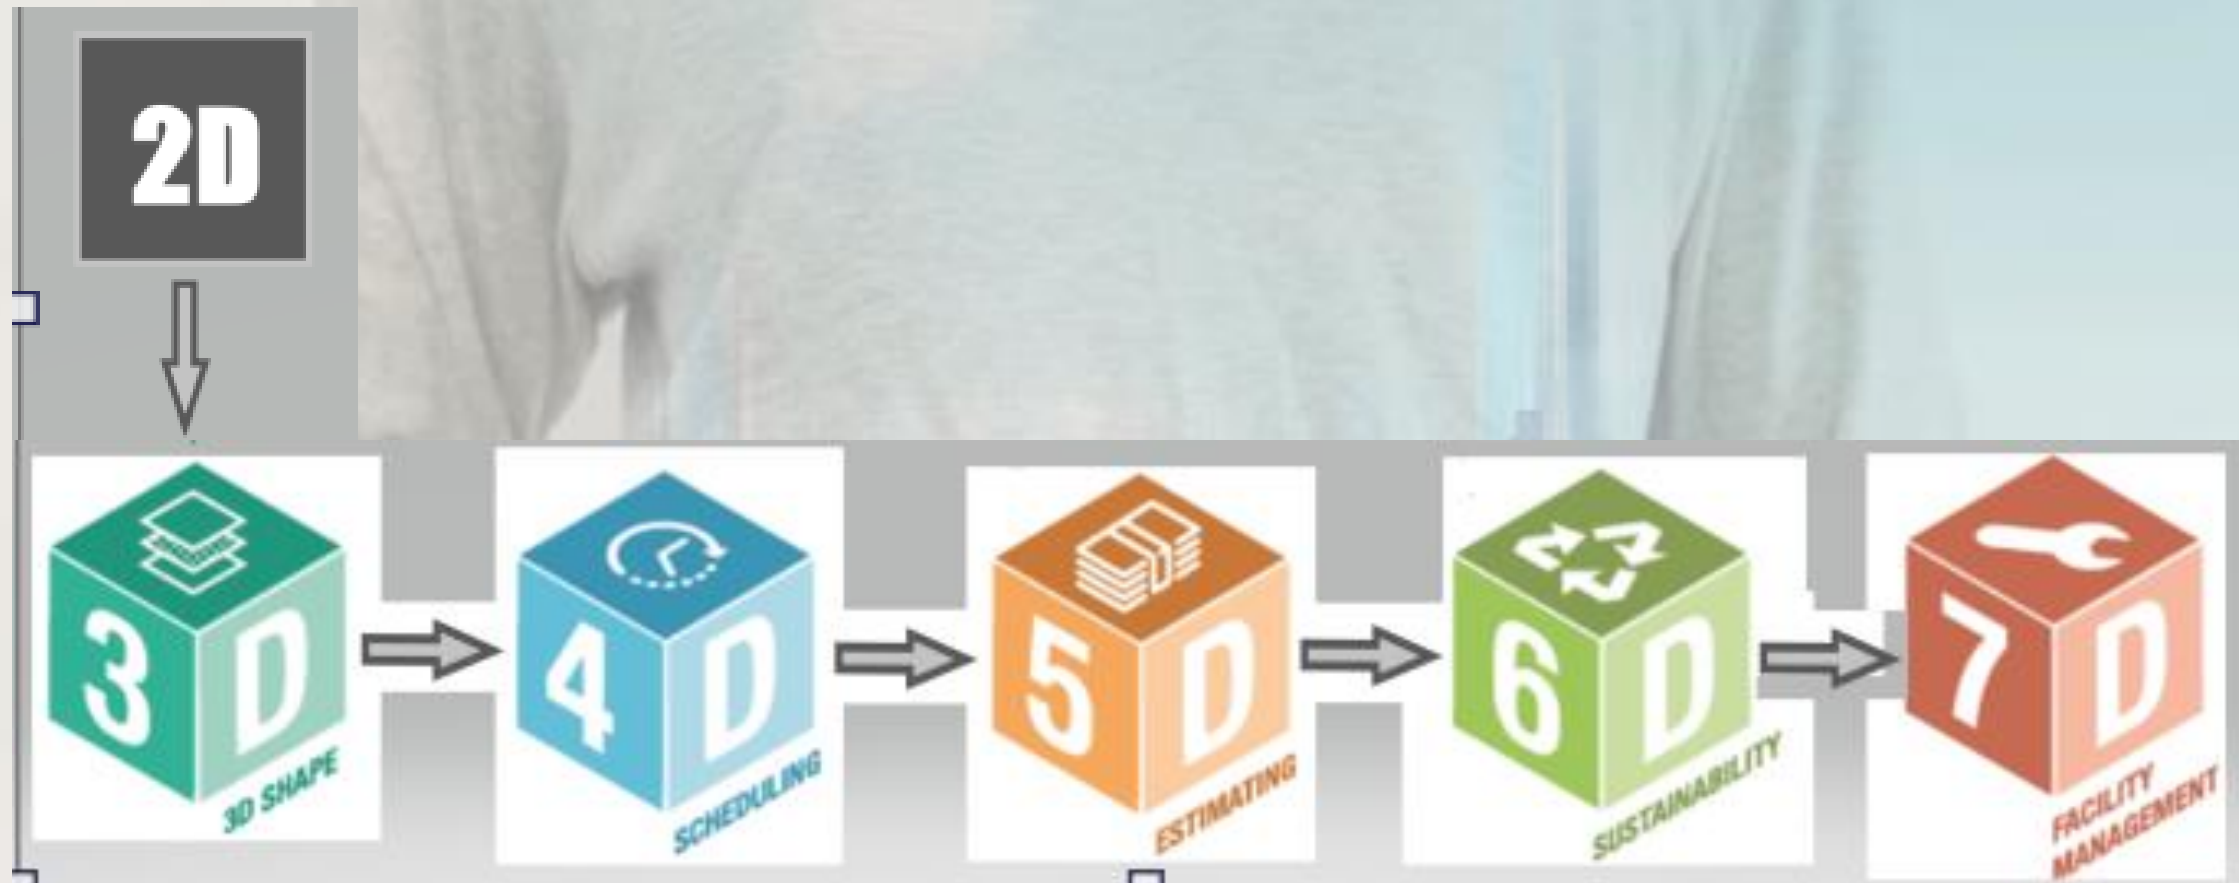 2D
3D
3D SHAPE
4D
SCHEDULING
5D
ESTIMATING
6D
SUSTAINABILITY
7D
FACILITY
MANAGEMENT